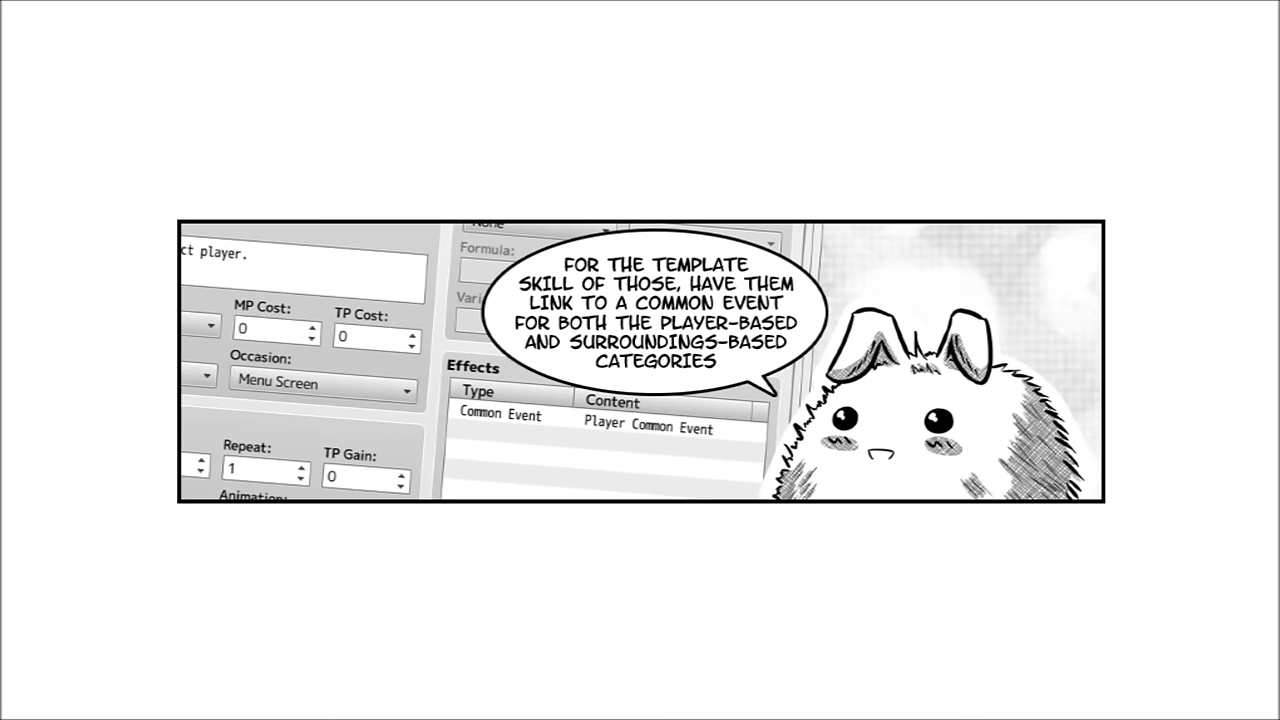 None
ct player.
Formula:
MP Cost:
TP Cost:
0
0
Occasion:
Menu Screen
FOR THE TEMPLATE
SKILL OF THOSE, HAVE THEM
LINK TO A COMMON EVENT
FOR BOTH THE PLAYER-BASED
AND SURROUNDINGS-BASED
CATEGORIES
Effects
Type
Content
Common Event
Player Common Event
Repeat:
TP Gain:
1
0
Animation: